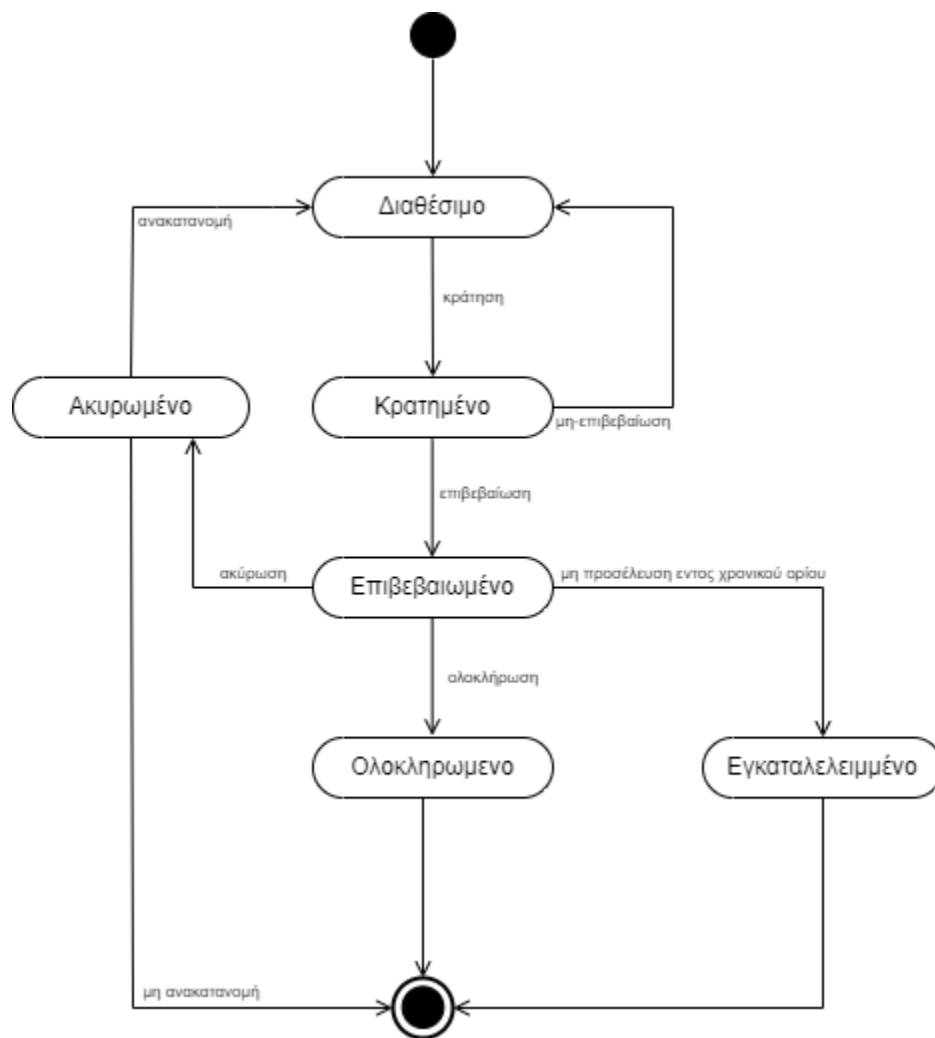 Διαθέσιμο
ανακατανομή
κράτηση
Ακυρωμένο
Κρατημένο
μη-επιβεβαίωση
επιβεβαίωση
ακύρωση
Επιβεβαιωμένο
μη προσέλευση εντος χρονικού οριου
ολοκλήρωση
Ολοκληρωμενο
Εγκαταλελειμμένο
μη ανακατανομή